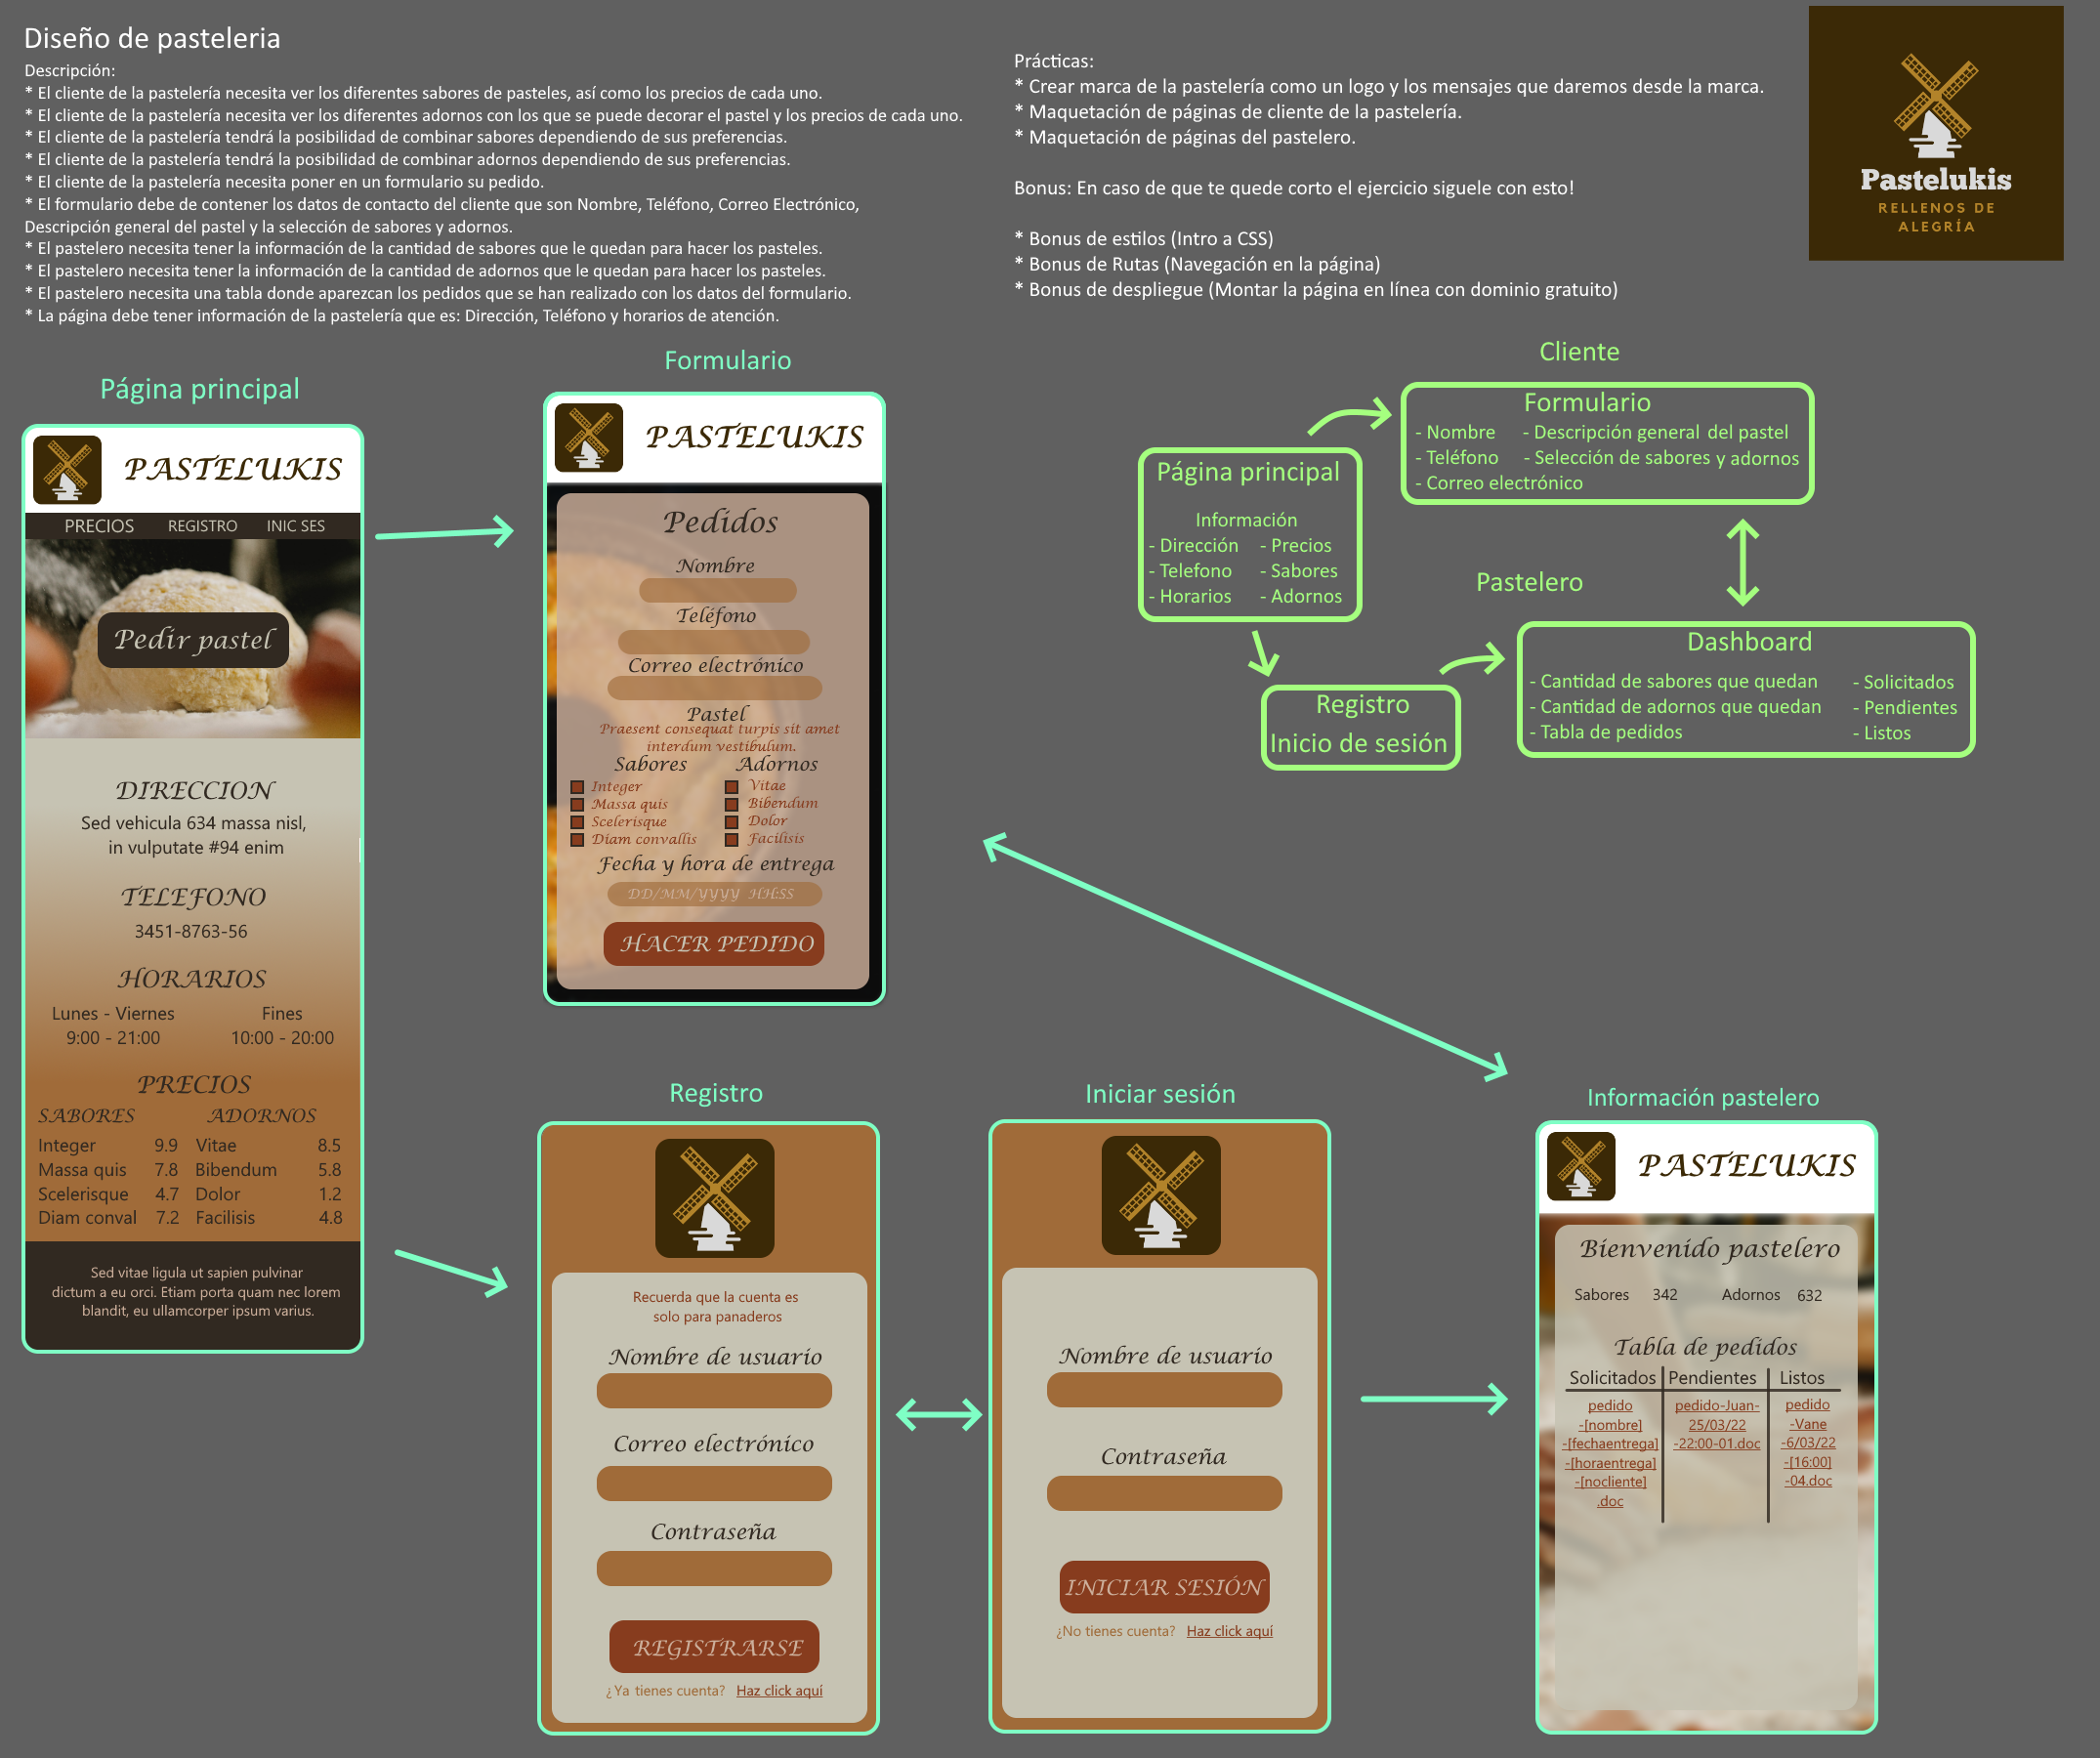 Diseño de pasteleria
Descripción:
* El cliente de la pastelería necesita ver los diferentes sabores de pasteles, así como los precios de cada uno.
* El cliente de la pastelería necesita ver los diferentes adornos con los que se puede decorar el pastel y los precios de cada uno.
* El cliente de la pastelería tendrá la posibilidad de combinar sabores dependiendo de sus preferencias.
* El cliente de la pastelería tendrá la posibilidad de combinar adornos dependiendo de sus preferencias.
* El cliente de la pastelería necesita poner en un formulario su pedido.
* El formulario debe de contener los datos de contacto del cliente que son Nombre, Teléfono, Correo Electrónico,
Descripción general del pastel y la selección de sabores y adornos.
* El pastelero necesita tener la información de la cantidad de sabores que le quedan para hacer los pasteles.
* El pastelero necesita tener la información de la cantidad de adornos que le quedan para hacer los pasteles.
* El pastelero necesita una tabla donde aparezcan los pedidos que se han realizado con los datos del formulario.
* La página debe tener información de la pastelería que es: Dirección, Teléfono y horarios de atención.
Prácticas:
* Crear marca de la pastelería como un logo y los mensajes que daremos desde la marca.
* Maquetación de páginas de cliente de la pastelería.
* Maquetación de páginas del pastelero.
Bonus: En caso de que te quede corto el ejercicio siguele con esto!
* Bonus de estilos (Intro a CSS)
* Bonus de Rutas (Navegación en la página)
* Bonus de despliegue (Montar la página en línea con dominio gratuito)
Pastelukis
RELLENOS DE
ALEGRÍA
Página principal
PASTELUKIS
PRECIOS REGISTRO INIC SES
Pedir pastel
DIRECCION
Sed vehicula 634 massa nisl,
in vulputate #94 enim
TELEFONO
3451-8763-56
HORARIOS
Lunes - Viernes Fines
9:00 - 21:00 10:00 - 20:00
PRECIOS
SABORES ADORNOS
Integer 9.9 Vitae 8.5
Massa quis 7.8 Bibendum 5.8
Scelerisque 4.7 Dolor 1.2
Diam conval 7.2 Facilisis 4.8
Sed vitae ligula ut sapien pulvinar
dictum a eu orci. Etiam porta quam nec lorem
blandit, eu ullamcorper ipsum varius.
Formulario
PASTELUKIS
Pedidos
Nombre
Teléfono
Correo electrónico
Pastel
Praesent consequat turpis sit amet
interdum vestibulum.
Sabores Adornos
Integer Vitae
Massa quis Bibendum
Scelerisque Dolor
Diam convallis Facilisis
Fecha y hora de entrega
DD/MM/YYYY HH:SS
HACER PEDIDO
Cliente
Formulario
- Nombre - Descripción general del pastel
- Teléfono - Selección de sabores y adornos
- Correo electrónico
Página principal
Información
- Dirección - Precios
- Telefono - Sabores
- Horarios - Adornos
Pastelero
Registro
Inicio de sesión
Dashboard
- Cantidad de sabores que quedan - Solicitados
- Cantidad de adornos que quedan - Pendientes
- Tabla de pedidos - Listos
Registro
Recuerda que la cuenta es
solo para panaderos
Nombre de usuario
Correo electrónico
Contraseña
REGISTRARSE
¿Ya tienes cuenta? Haz click aquí
Iniciar sesión
Nombre de usuario
Contraseña
INICIAR SESIÓN
¿No tienes cuenta? Haz click aquí
Información pastelero
PASTELUKIS
Bienvenido pastelero
Sabores 342 Adornos 632
Tabla de pedidos
Solicitados Pendientes Listos
pedido pedido-Juan- pedido
-[nombre] 25/03/22 -Vane
-[fechaentrega] -22:00-01.doc -6/03/22
-[horaentrega] -[16:00]
-[nocliente] -04.doc
.doc